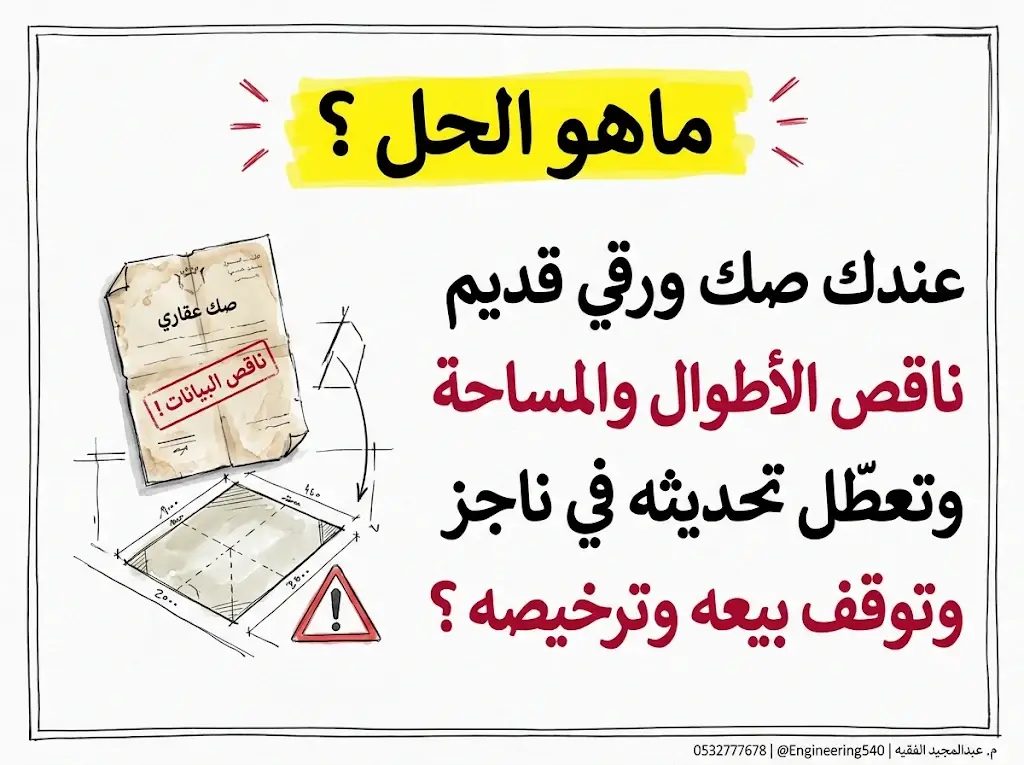 ماهو الحل ؟
عندك صك ورقي قديم
ناقص الأطوال والمساحة
وتعطّل تحديثه في ناجز
وتوقف بيعه وترخيصه ؟
صك عقاري
ناقص البيانات !
2000
م. عبدالمجيد الفقيه | @Engineering540 | 0532777678